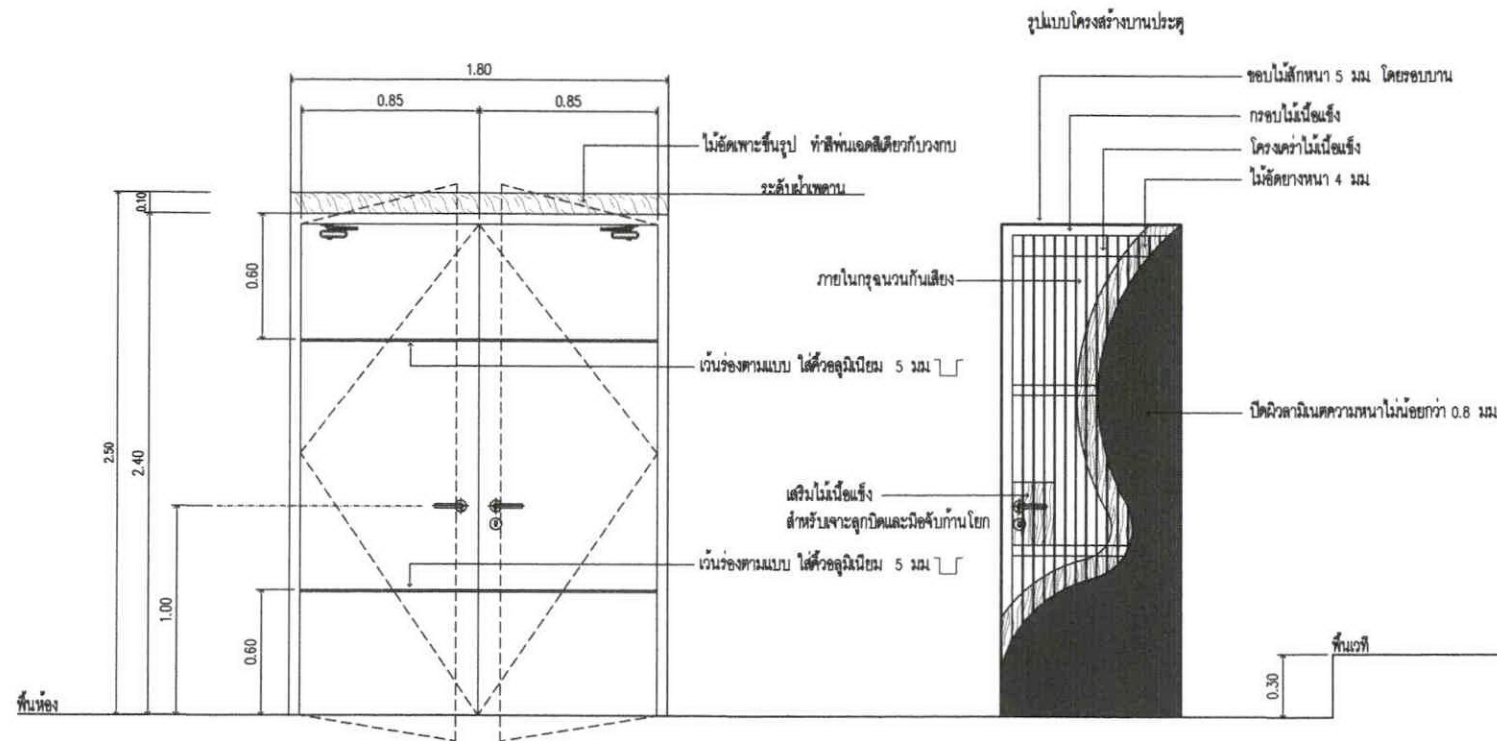 รูปแบบโครงสร้างบานประตู
1.80
0.85
0.85
ไม้อัดเพาะขึ้นรูป ทำสีพ่นเฉดสีเดียวกับวงกบ
ระดับฝ้าเพดาน
0.10
0.60
2.50
2.40
เว้นร่องตามแบบ ใส่คิ้วอลูมิเนียม 5 มม
เว้นร่องตามแบบ ใส่คิ้วอลูมิเนียม 5 มม
1.00
0.60
พื้นห้อง
ขอบไม้สักหนา 5 มม โดยรอบบาน
กรอบไม้เนื้อแข็ง
โครงเคร่าไม้เนื้อแข็ง
ไม้อัดยางหนา 4 มม
ภายในกรุฉนวนกันเสียง
ปิดผิวลามิเนตความหนาไม่น้อยกว่า 0.8 มม
เสริมไม้เนื้อแข็ง
สำหรับเจาะลูกบิดและมือจับก้านโยก
พื้นเวที
0.30